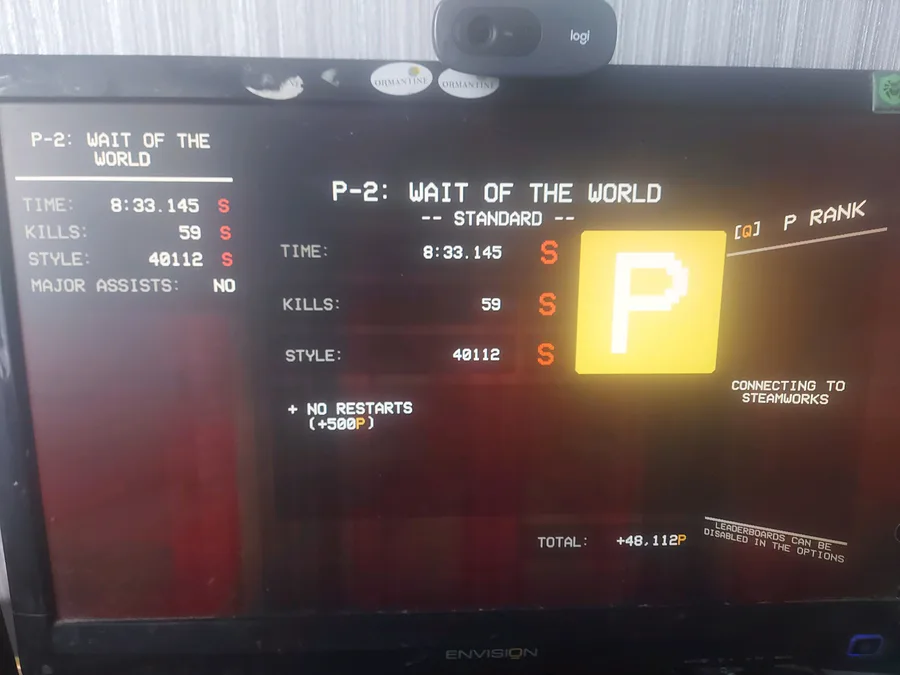 logi
ORMANTINE
ORMANTINE
P-2: WAIT OF THE
WORLD
TIME: 8:33.145 S
KILLS: 59 S
STYLE: 40112 S
MAJOR ASSISTS: NO
P-2: WAIT OF THE WORLD
-- STANDARD --
TIME: 8:33.145 S
KILLS: 59 S
STYLE: 40112 S
P
+ NO RESTARTS
(+500P)
TOTAL: +48,112P
[Q] P RANK
CONNECTING TO
STEAMWORKS
LEADERBOARDS CAN BE
DISABLED IN THE OPTIONS
ENVISION